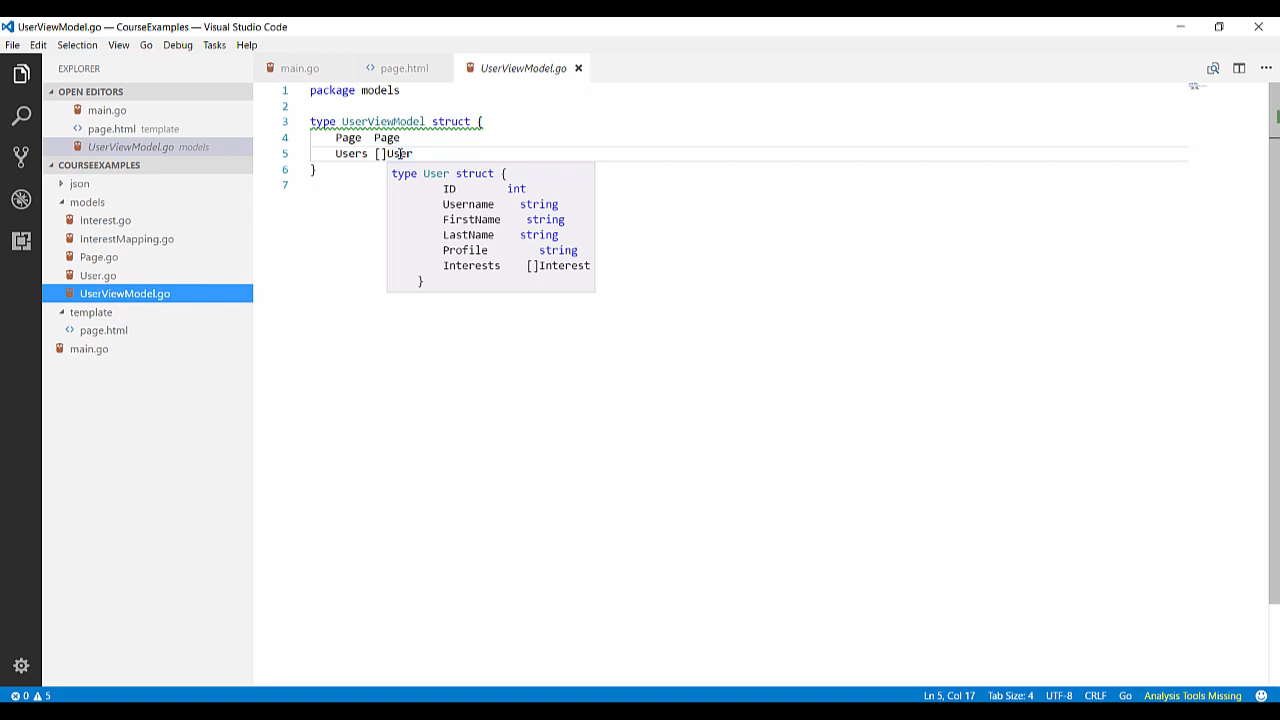 UserViewModel.go — CourseExamples — Visual Studio Code
File Edit Selection View Go Debug Tasks Help
EXPLORER
OPEN EDITORS
main.go
page.html template
UserViewModel.go models
COURSEEXAMPLES
json
models
Interest.go
InterestMapping.go
Page.go
User.go
UserViewModel.go
template
page.html
main.go
main.go page.html UserViewModel.go
1 package models
2
3 type UserViewModel struct {
4 Page Page
5 Users []User
6 }
7
type User struct {
ID int
Username string
FirstName string
LastName string
Profile string
Interests []Interest
}
0 5 Ln 5, Col 17 Tab Size: 4 UTF-8 CRLF Go Analysis Tools Missing